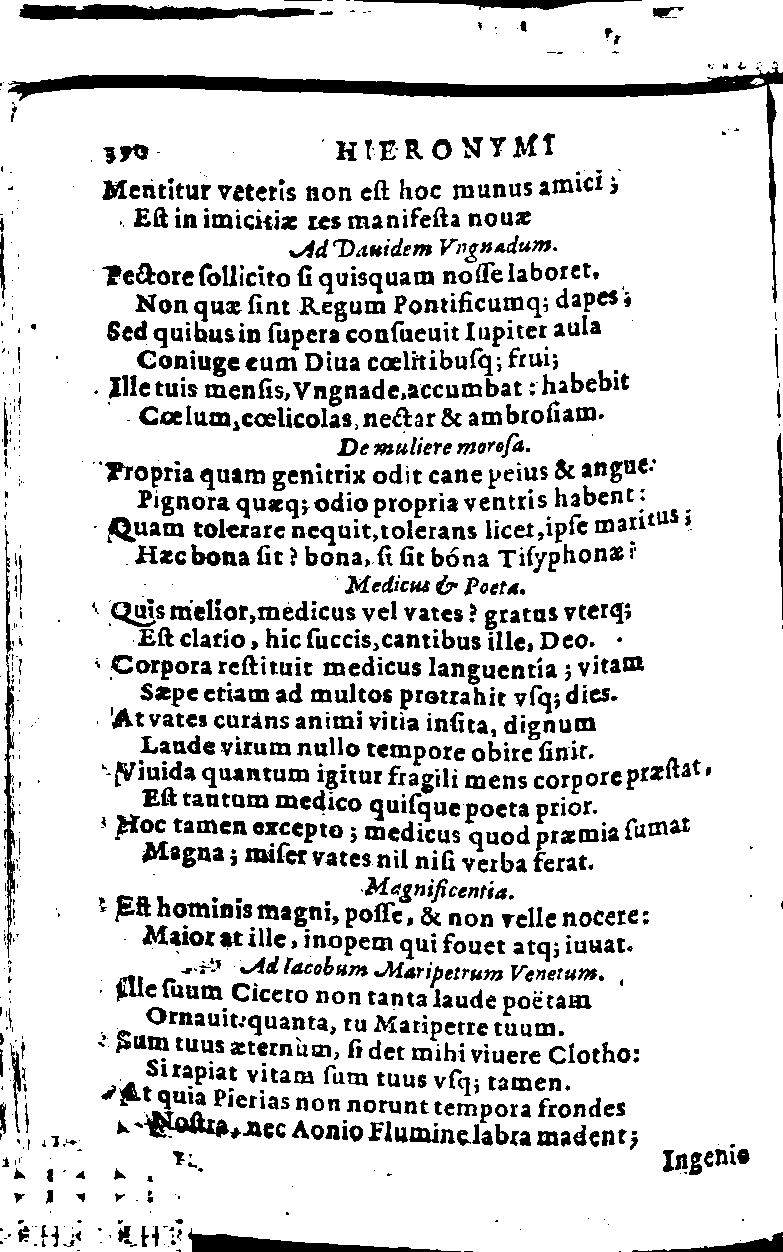 390 HIERONYMI
Mentitur veteris non eſt hoc munus amici;
Eſt in imicitiæ res manifeſta nouæ
Ad Dauidem Vngnadum.
Pectore ſollicito ſi quisquam noſſe laboret.
Non quæ ſint Regum Pontificumq; dapes;
Sed quibus in ſupera conſueuit Iupiter aula
Coniuge cum Diua cœlitibuſq; frui;
Ille tuis menſis, Vngnade, accumbat: habebit
Cœlum, cœlicolas, nectar & ambroſiam.
De muliere moroſa.
Propria quam genitrix odit cane peius & angue:
Pignora quæq; odio propria ventris habent:
Quam tolerare nequit, tolerans licet, ipſe maritus;
Hæc bona ſit? bona, ſi ſit bóna Tiſyphonæ?
Medicus & Poeta.
Quis melior, medicus vel vates? gratus vterq;
Eſt clario, hic ſuccis, cantibus ille, Deo.
Corpora reſtituit medicus languentia; vitam
Sæpe etiam ad multos protrahit vſq; dies.
At vates curans animi vitia inſita, dignum
Laude virum nullo tempore obire ſinit.
Viuida quantum igitur fragili mens corpore præſtat,
Eſt tantum medico quiſque poeta prior.
Hoc tamen excepto; medicus quod præmia ſumat
Magna; miſer vates nil niſi verba ferat.
Magnificentia.
Eſt hominis magni, poſſe, & non velle nocere:
Maior at ille, inopem qui fouet atq; iuuat.
Ad Iacobum Maripetrum Venetum.
Ille ſuum Cicero non tanta laude poëtam
Ornauit: quanta, tu Maripetre tuum.
Sum tuus æternùm, ſi det mihi viuere Clotho:
Si rapiat vitam ſum tuus vſq; tamen.
At quia Pierias non norunt tempora frondes
Noſtra, nec Aonio Flumine labra madent;
Ingenio